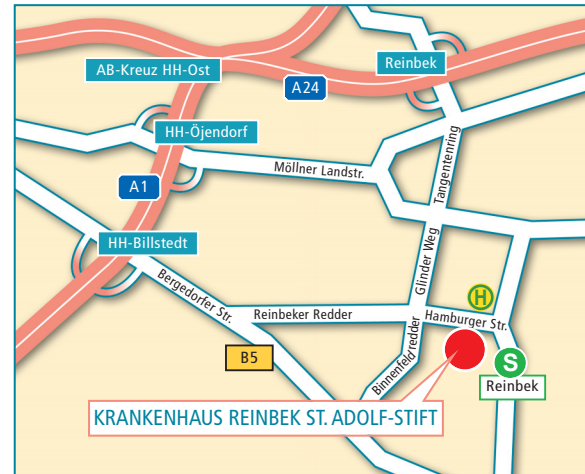 Reinbek
AB-Kreuz HH-Ost
A24
HH-Öjendorf
Möllner Landstr.
Tangentenring
A1
HH-Billstedt
Glinder Weg
Bergedorfer Str.
H
Reinbeker Redder
Hamburger Str.
Binnenfeldredder
B5
S
Reinbek
KRANKENHAUS REINBEK ST. ADOLF-STIFT